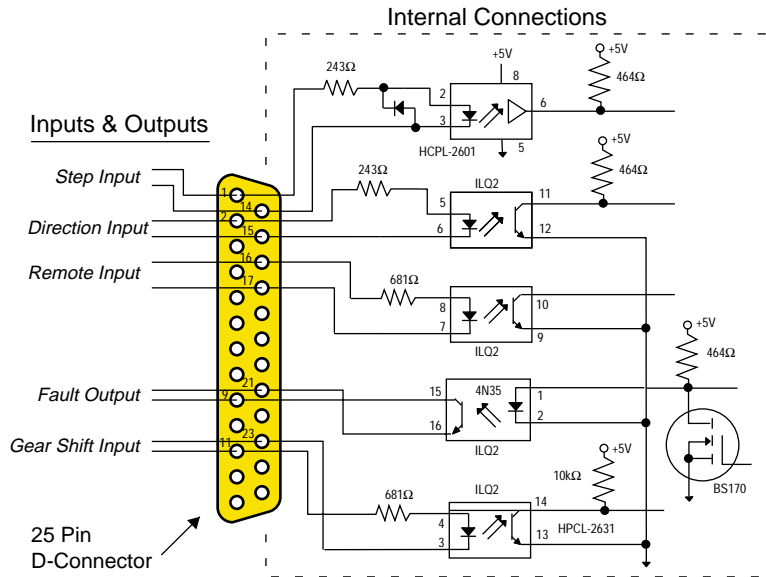 Internal Connections
Inputs & Outputs
+5V
+5V
243Ω
464Ω
8
2
6
3
5
HCPL-2601
Step Input
1
14
+5V
464Ω
243Ω
ILQ2
11
5
Direction Input
2
15
6
12
Remote Input
16
17
681Ω
8
10
7
9
ILQ2
+5V
464Ω
Fault Output
21
9
15
4N35
1
16
2
ILQ2
Gear Shift Input
23
11
+5V
10kΩ
BS170
681Ω
ILQ2
14
4
HPCL-2631
3
13
25 Pin
D-Connector